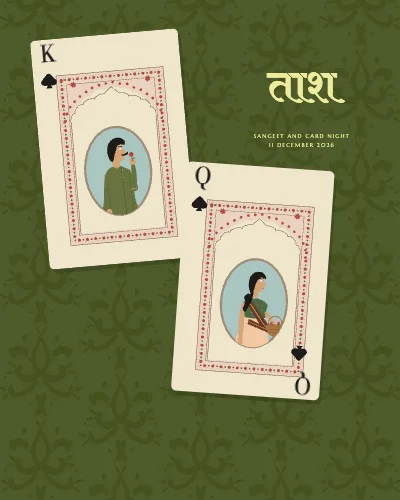 K
ताश
SANGEET AND CARD NIGHT
11 DECEMBER 2026
Q
Q